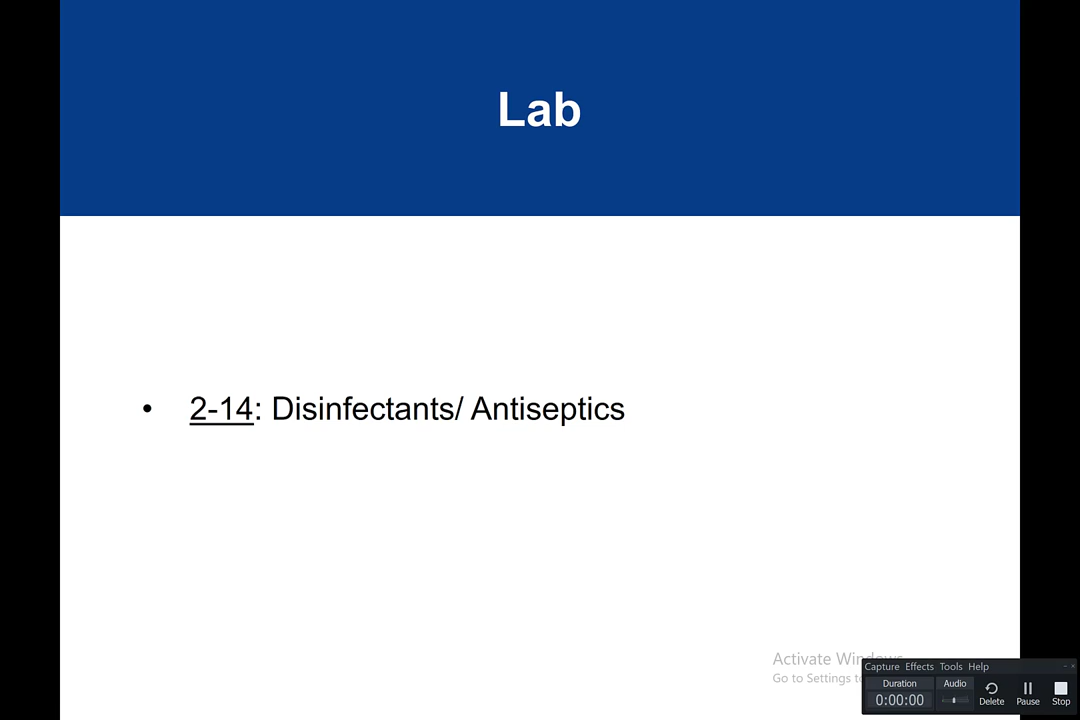 Lab
• 2-14: Disinfectants/ Antiseptics
Activate Windows
Go to Settings to
Capture Effects Tools Help
Duration Audio
0:00:00 Delete Pause Stop